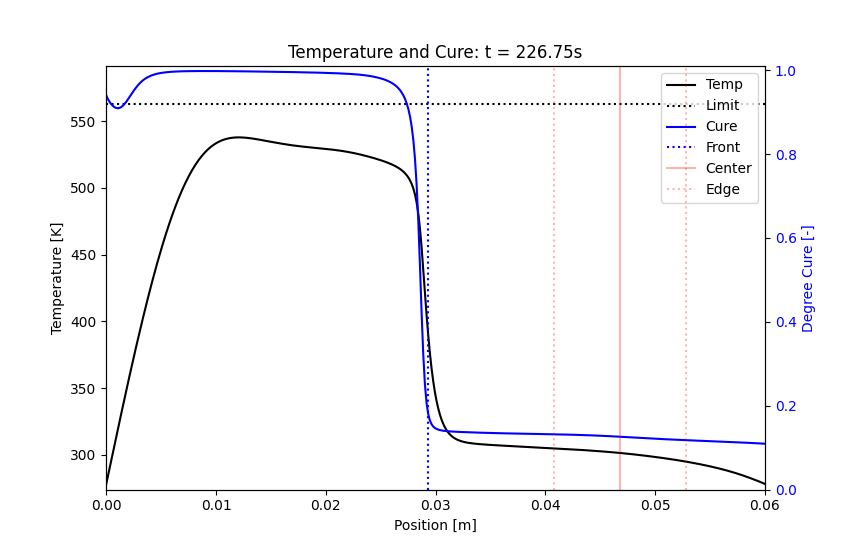 Temperature and Cure: t = 226.75s
Temperature [K]
550
500
450
400
350
300
Temp
Limit
Cure
Front
Center
Edge
1.0
0.8
0.6
0.4
0.2
0.0
Degree Cure [-]
0.00
0.01
0.02
0.03
0.04
0.05
0.06
Position [m]